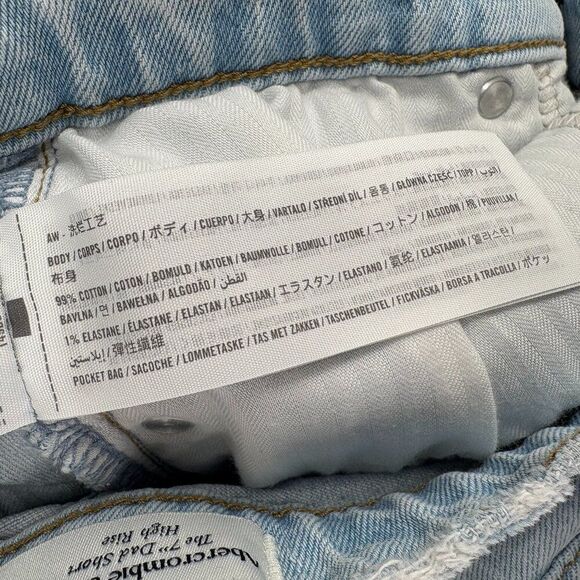 AW - 洗烂工艺
BODY / CORPS / CORPO / ボディ / CUERPO / 大身 / VARTALO / STŘEDNÍ DÍL / 몸통 / GŁÓWNA CZĘŚĆ / TOPP / الثوب /
布身
99% COTTON / COTON / BOMULD / KATOEN / BAUMWOLLE / BOMULL / COTONE / コットン / ALGODÓN / 棉 / PUUVILLAA /
BAVLNA / 면 / BAWEŁNA / ALGODÃO / القطن
1% ELASTANE / ÉLASTANE / ELASTAN / ELASTAAN / エラスタン / ELASTANO / 氨纶 / ELASTAANIA / 엘라스탄 /
إيلاستين / 彈性纖維
POCKET BAG / SACOCHE / LOMMETASKE / TAS MET ZAKKEN / TASCHENBEUTEL / FICKVÄSKA / BORSA A TRACOLLA / ポケッ
Abercrombie
The 7" Dad Short
High Rise